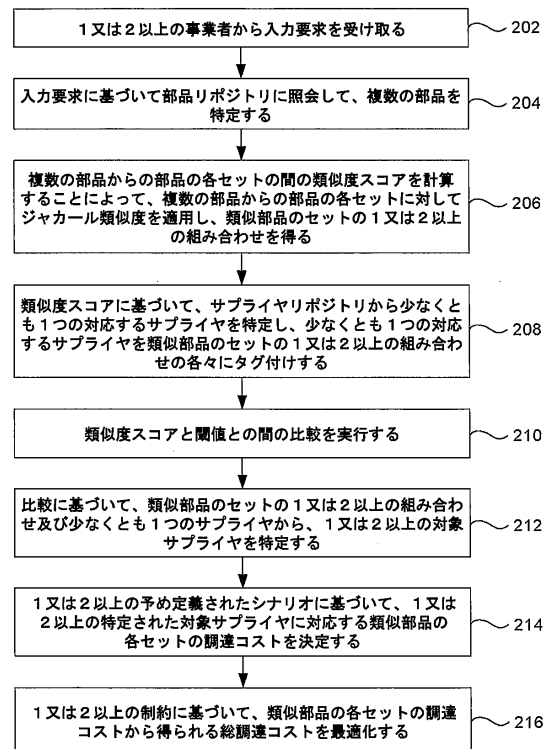 1又は2以上の事業者から入力要求を受け取る
202
入力要求に基づいて部品リポジトリに照会して、複数の部品を
特定する
204
複数の部品からの部品の各セットの間の類似度スコアを計算
することによって、複数の部品からの部品の各セットに対して
ジャカール類似度を適用し、類似部品のセットの1又は2以上
の組み合わせを得る
206
類似度スコアに基づいて、サプライヤリポジトリから少なくと
も1つの対応するサプライヤを特定し、少なくとも1つの対応
するサプライヤを類似部品のセットの1又は2以上の組み合わ
せの各々にタグ付けする
208
類似度スコアと閾値との間の比較を実行する
210
比較に基づいて、類似部品のセットの1又は2以上の組み合わ
せ及び少なくとも1つのサプライヤから、1又は2以上の対象
サプライヤを特定する
212
1又は2以上の予め定義されたシナリオに基づいて、1又は
2以上の特定された対象サプライヤに対応する類似部品の
各セットの調達コストを決定する
214
1又は2以上の制約に基づいて、類似部品の各セットの調達
コストから得られる総調達コストを最適化する
216